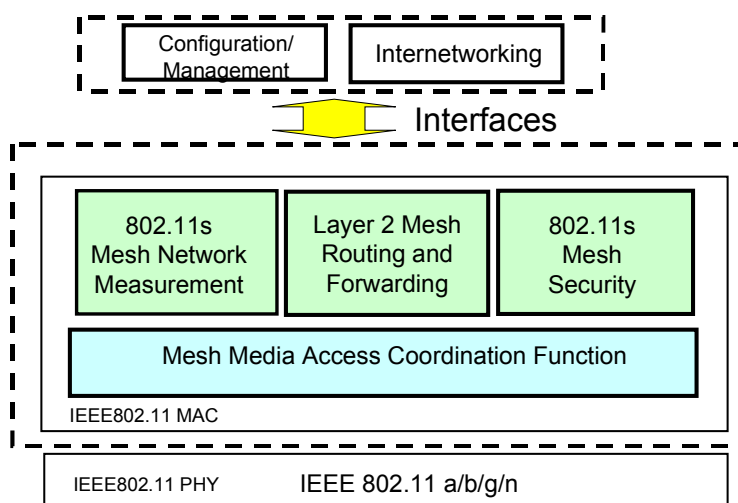 Configuration/
Management
Internetworking
Interfaces
802.11s
Mesh Network
Measurement
Layer 2 Mesh
Routing and
Forwarding
802.11s
Mesh
Security
Mesh Media Access Coordination Function
IEEE802.11 MAC
IEEE802.11 PHY IEEE 802.11 a/b/g/n